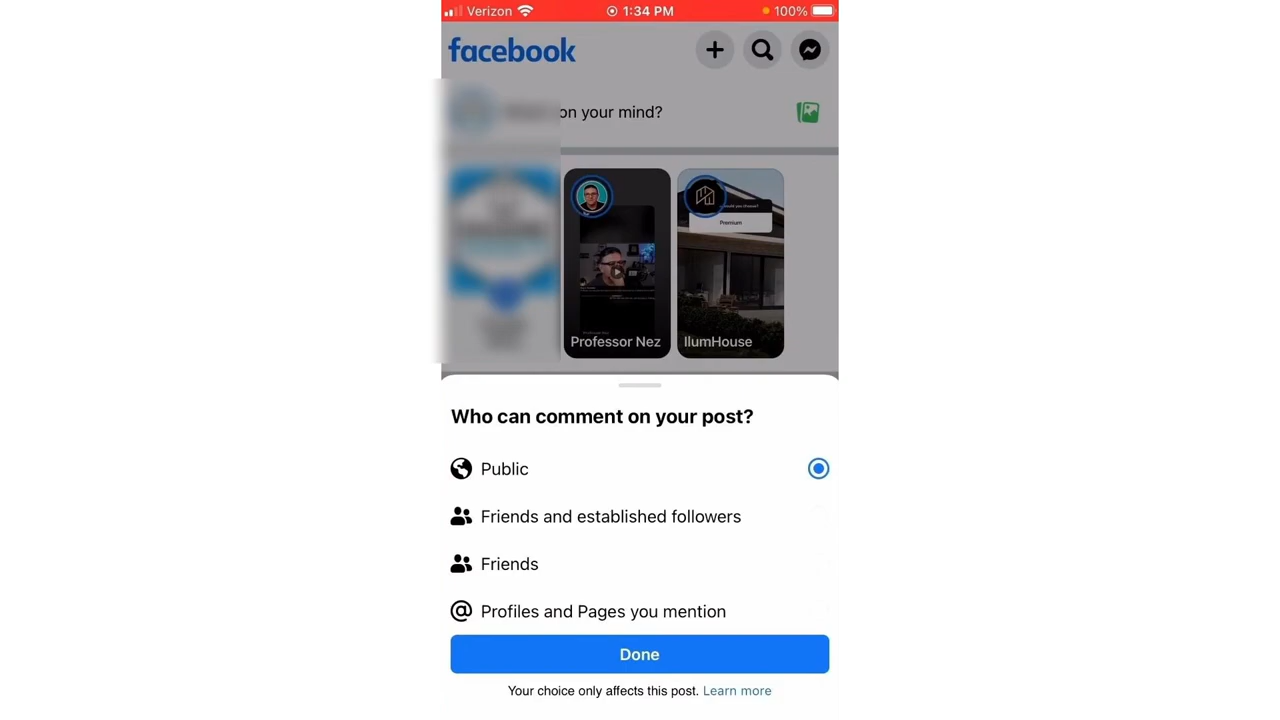 Verizon 1:34 PM 100%
facebook
on your mind?
Premium
Professor Nez
IlumHouse
Who can comment on your post?
Public
Friends and established followers
Friends
@ Profiles and Pages you mention
Done
Your choice only affects this post. Learn more